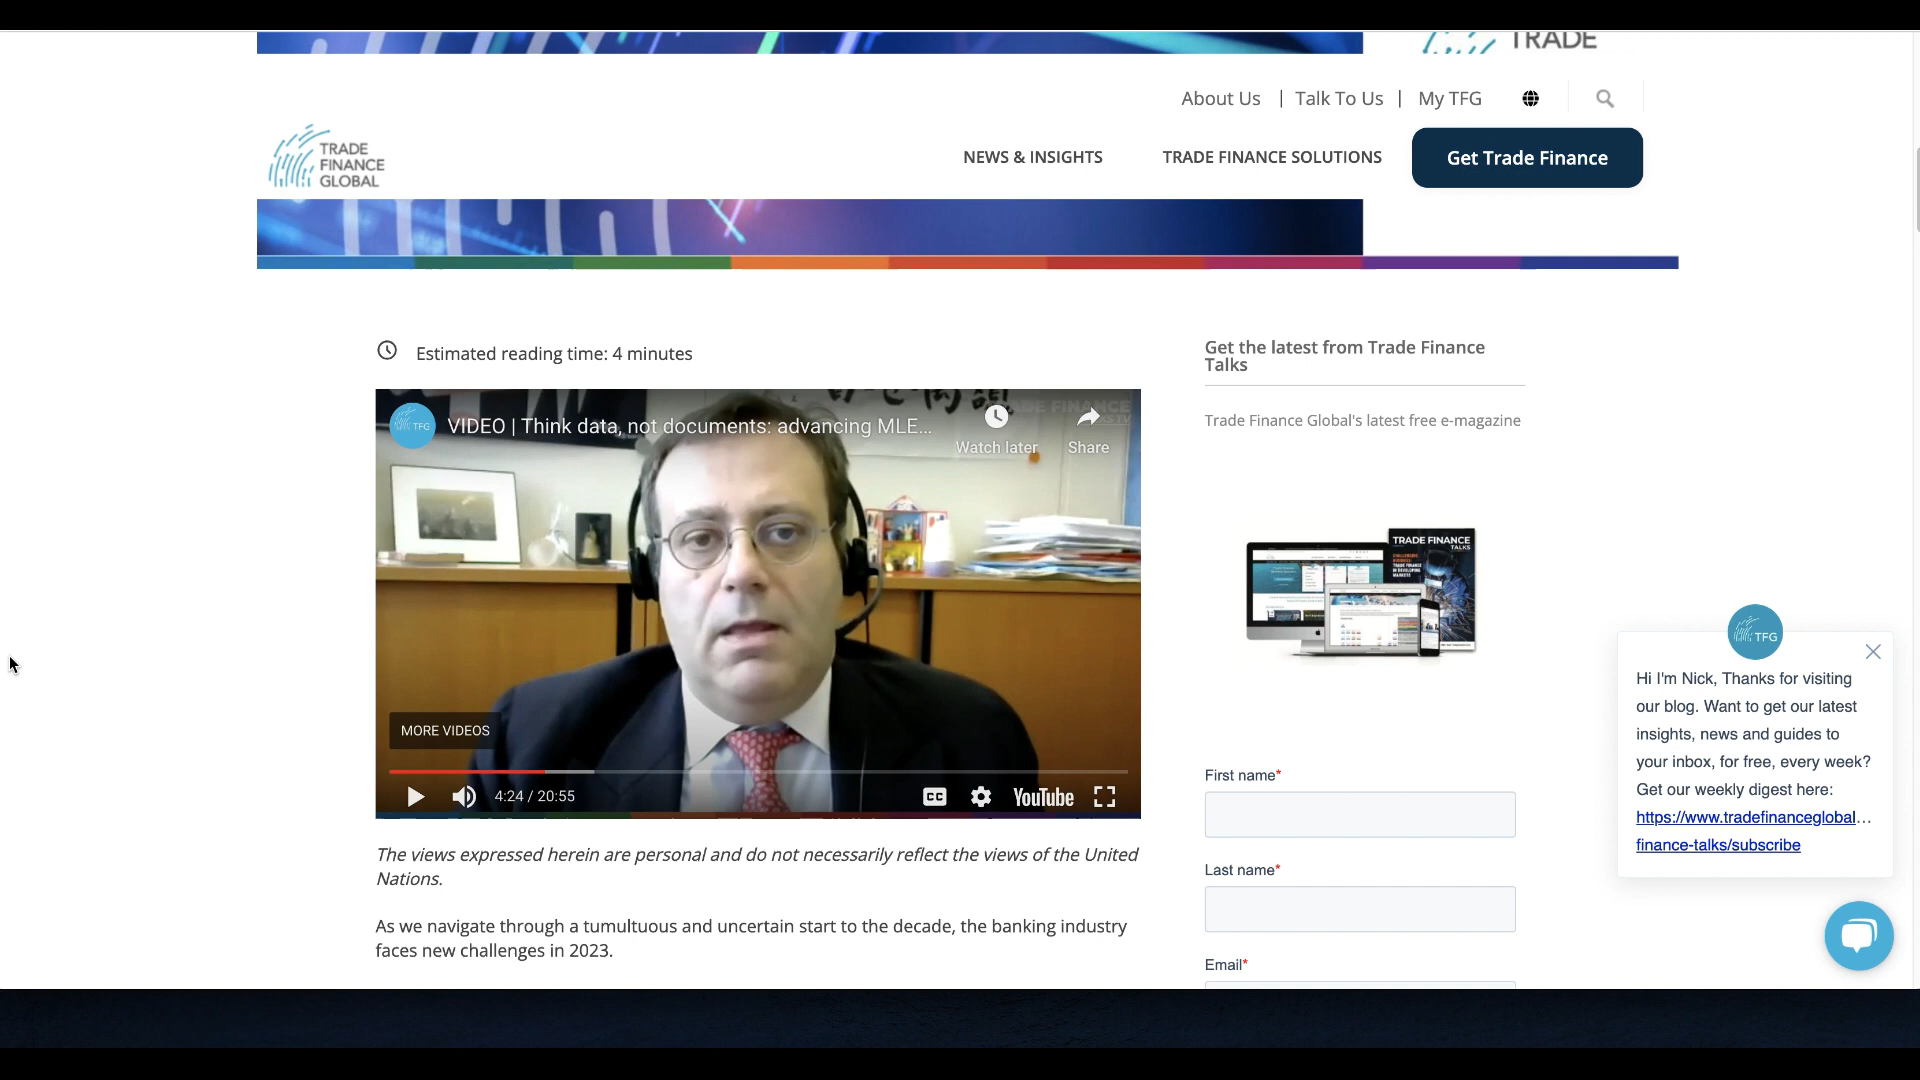 TRADE
About Us | Talk To Us | My TFG
TRADE
FINANCE
GLOBAL
NEWS & INSIGHTS
TRADE FINANCE SOLUTIONS
Get Trade Finance
Estimated reading time: 4 minutes
TFG
VIDEO | Think data, not documents: advancing MLE...
Watch later
Share
MORE VIDEOS
4:24 / 20:55
CC
YouTube
The views expressed herein are personal and do not necessarily reflect the views of the United
Nations.
As we navigate through a tumultuous and uncertain start to the decade, the banking industry
faces new challenges in 2023.
Get the latest from Trade Finance
Talks
Trade Finance Global's latest free e-magazine
TRADE FINANCE
TALKS
First name*
Last name*
Email*
TFG
Hi I'm Nick, Thanks for visiting
our blog. Want to get our latest
insights, news and guides to
your inbox, for free, every week?
Get our weekly digest here:
https://www.tradefinanceglobal...
finance-talks/subscribe